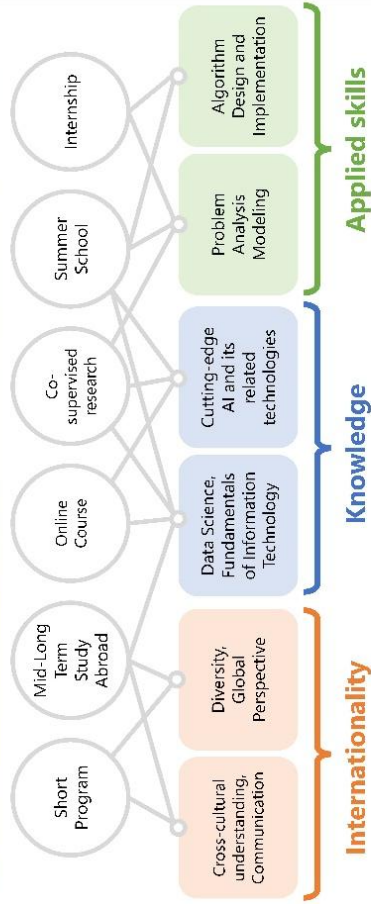 Short
Program
Mid-Long
Term
Study
Abroad
Online
Course
Co-
supervised
research
Summer
School
Internship
Cross-cultural
understanding,
Communication
Diversity,
Global
Perspective
Data Science,
Fundamentals
of Information
Technology
Cutting-edge
AI and its
related
technologies
Problem
Analysis
Modeling
Algorithm
Design and
Implementation
Internationality
Knowledge
Applied skills